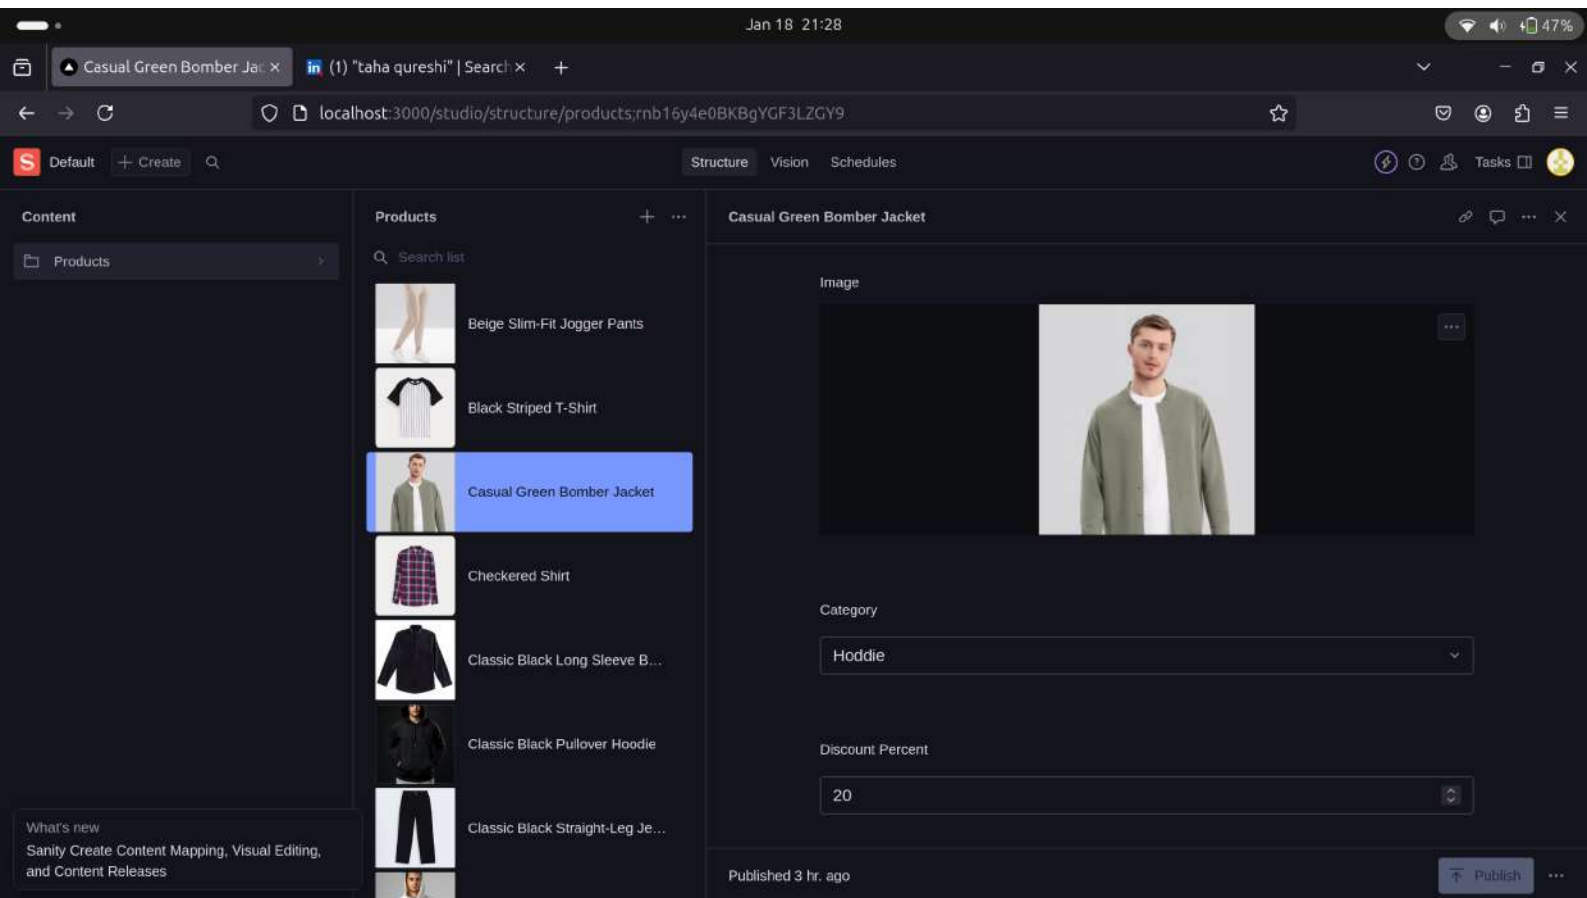 Jan 18 21:28
47%
Casual Green Bomber Jac
in (1) "taha qureshi" | Search
localhost:3000/studio/structure/products;rnb16y4e0BKBgYGF3LZGY9
S Default + Create
Structure Vision Schedules
Tasks
Content
Products
Products
Search list
Beige Slim-Fit Jogger Pants
Black Striped T-Shirt
Casual Green Bomber Jacket
Checkered Shirt
Classic Black Long Sleeve B...
Classic Black Pullover Hoodie
Classic Black Straight-Leg Je...
Casual Green Bomber Jacket
Image
Category
Hoddie
Discount Percent
20
What's new
Sanity Create Content Mapping, Visual Editing,
and Content Releases
Published 3 hr. ago
Publish